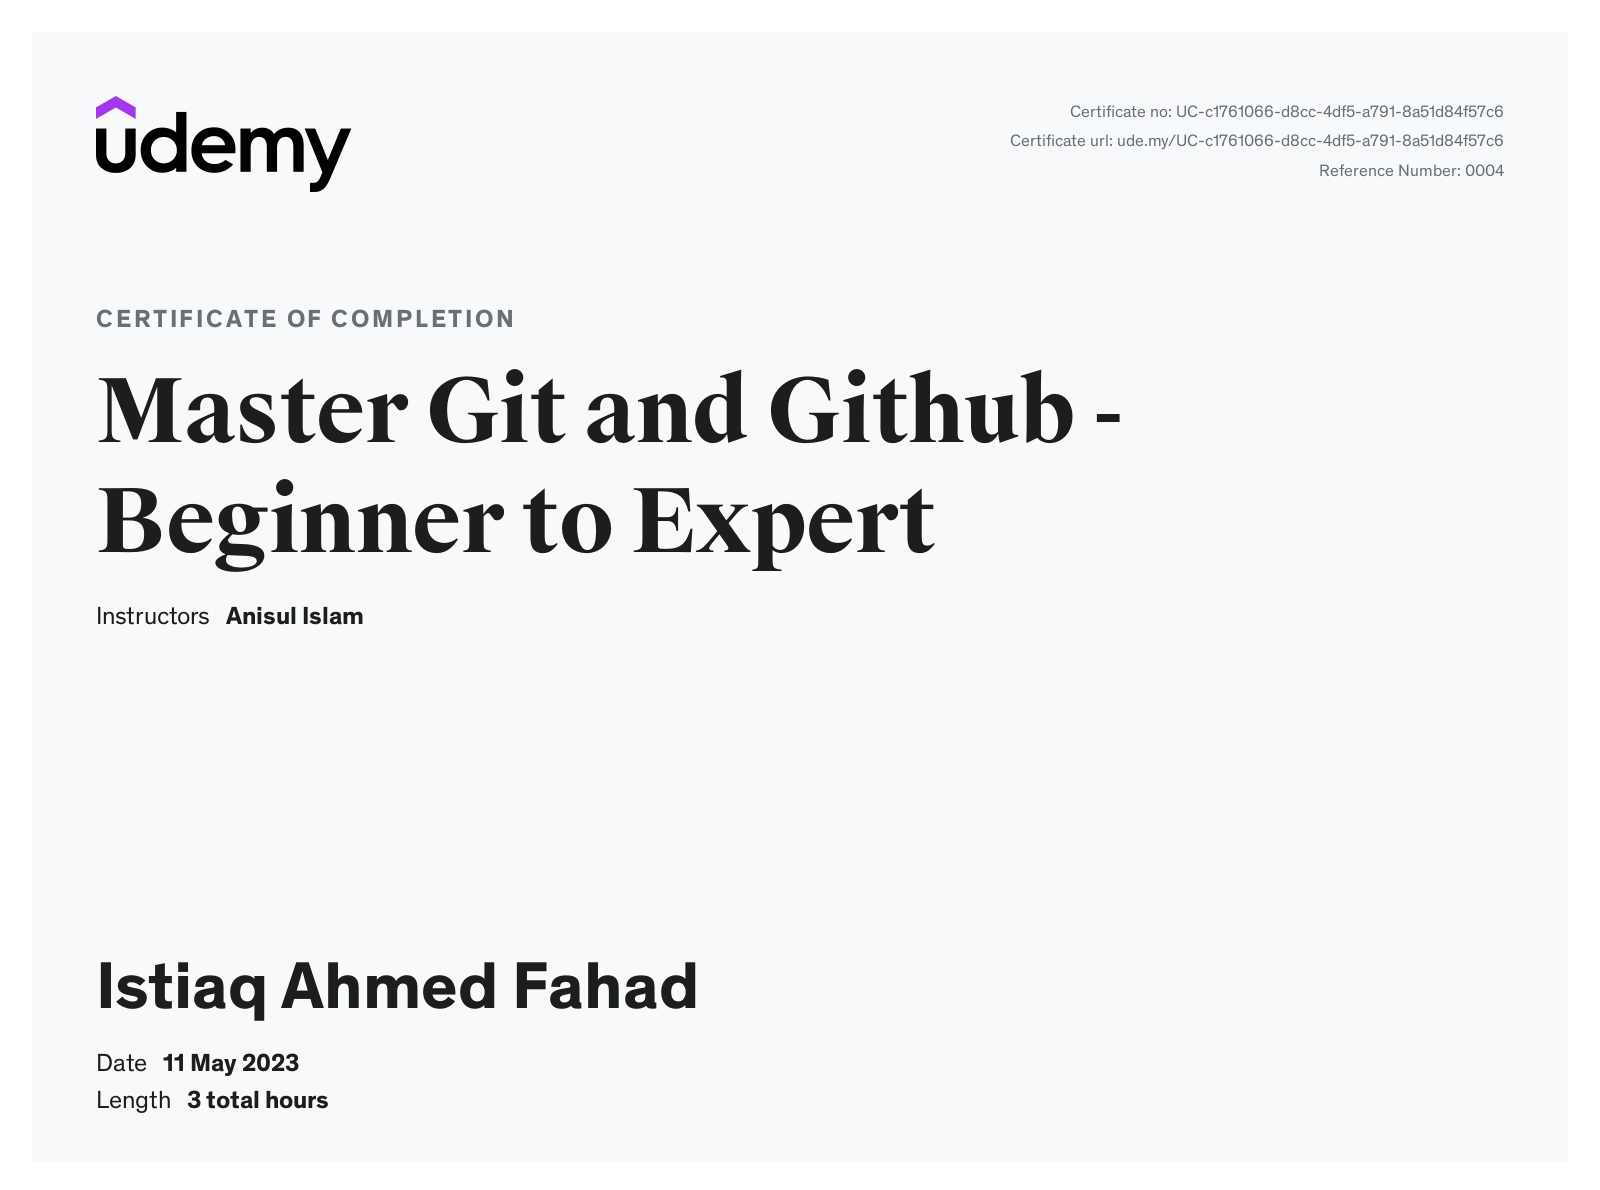 udemy
Certificate no: UC-c1761066-d8cc-4df5-a791-8a51d84f57c6
Certificate url: ude.my/UC-c1761066-d8cc-4df5-a791-8a51d84f57c6
Reference Number: 0004
CERTIFICATE OF COMPLETION
Master Git and Github -
Beginner to Expert
Instructors Anisul Islam
Istiaq Ahmed Fahad
Date 11 May 2023
Length 3 total hours